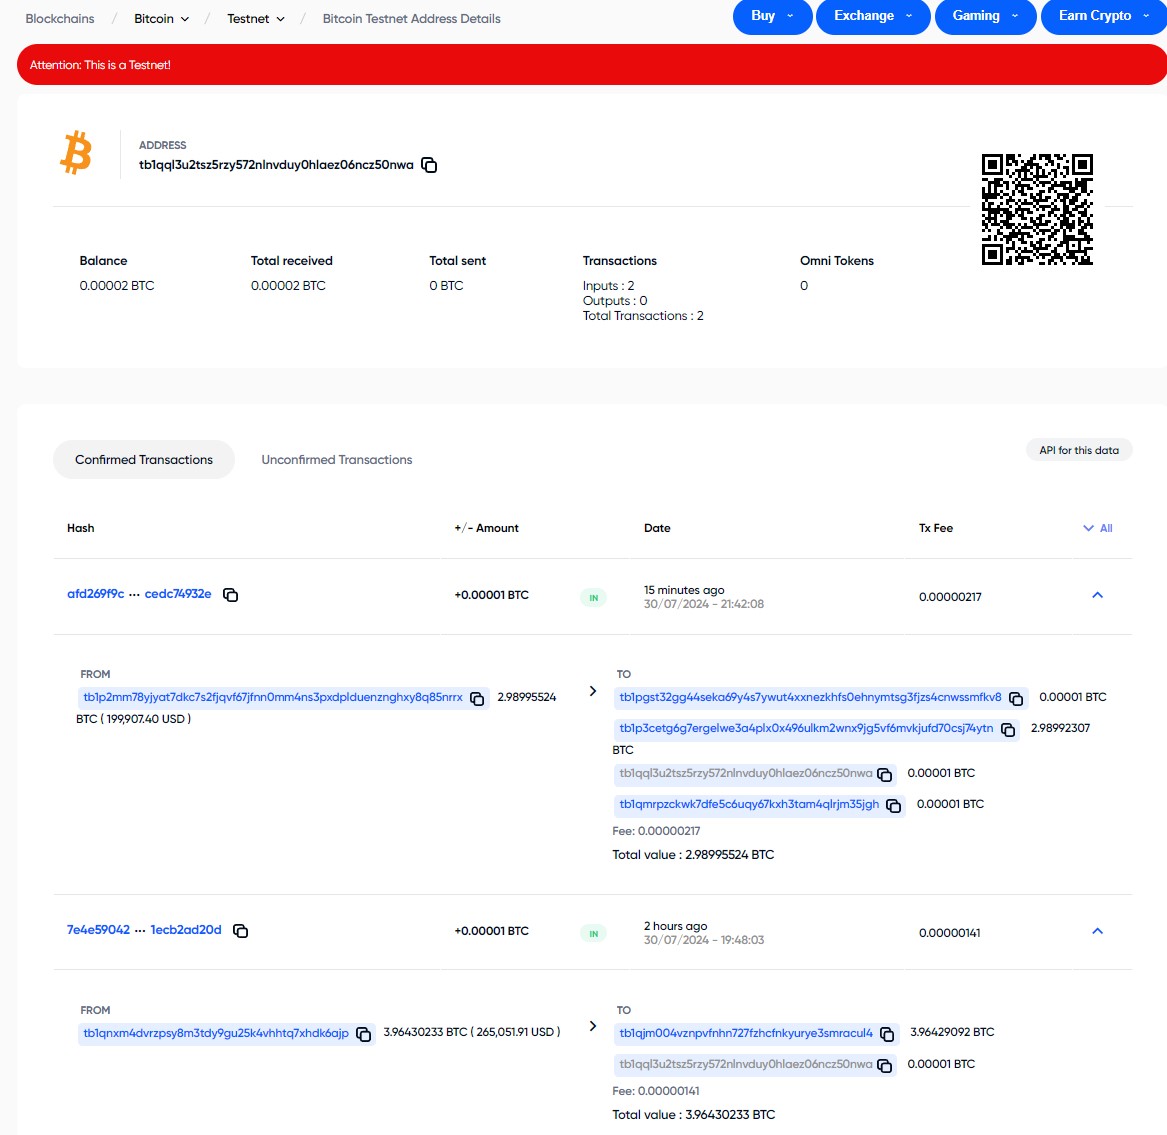 Blockchains / Bitcoin / Testnet / Bitcoin Testnet Address Details
Buy Exchange Gaming Earn Crypto
Attention: This is a Testnet!
ADDRESS
tb1qql3u2tsz5rzy572nlnvduy0hlaez06ncz50nwa
Balance Total received Total sent Transactions Omni Tokens
0.00002 BTC 0.00002 BTC 0 BTC Inputs : 2 0
Outputs : 0
Total Transactions : 2
Confirmed Transactions Unconfirmed Transactions API for this data
Hash +/- Amount Date Tx Fee All
afd269f9c ··· cedc74932e +0.00001 BTC IN 15 minutes ago 0.00000217
30/07/2024 - 21:42:08
FROM
tb1p2mm78yjyat7dkc7s2fjqvf67jfnn0mm4ns3pxdplduenznghxy8q85nrrx 2.98995524
BTC ( 199,907.40 USD )
TO
tb1pgst32gg44seka69y4s7ywut4xxnezkhfs0ehnymtsg3fjzs4cnwssmfkv8 0.00001 BTC
tb1p3cetg6g7ergelwe3a4plx0x496ulkm2wnx9jg5vf6mvkjufd70csj74ytn 2.98992307
BTC
tb1qql3u2tsz5rzy572nlnvduy0hlaez06ncz50nwa 0.00001 BTC
tb1qmrpzckwk7dfe5c6uqy67kxh3tam4qlrjm35jgh 0.00001 BTC
Fee: 0.00000217
Total value : 2.98995524 BTC
7e4e59042 ··· 1ecb2ad20d +0.00001 BTC IN 2 hours ago 0.00000141
30/07/2024 - 19:48:03
FROM
tb1qnxm4dvrzpsy8m3tdy9gu25k4vhhtq7xhdk6ajp 3.96430233 BTC ( 265,051.91 USD )
TO
tb1qjm004vznpvfnhn727fzhcfnkyurye3smracul4 3.96429092 BTC
tb1qql3u2tsz5rzy572nlnvduy0hlaez06ncz50nwa 0.00001 BTC
Fee: 0.00000141
Total value : 3.96430233 BTC